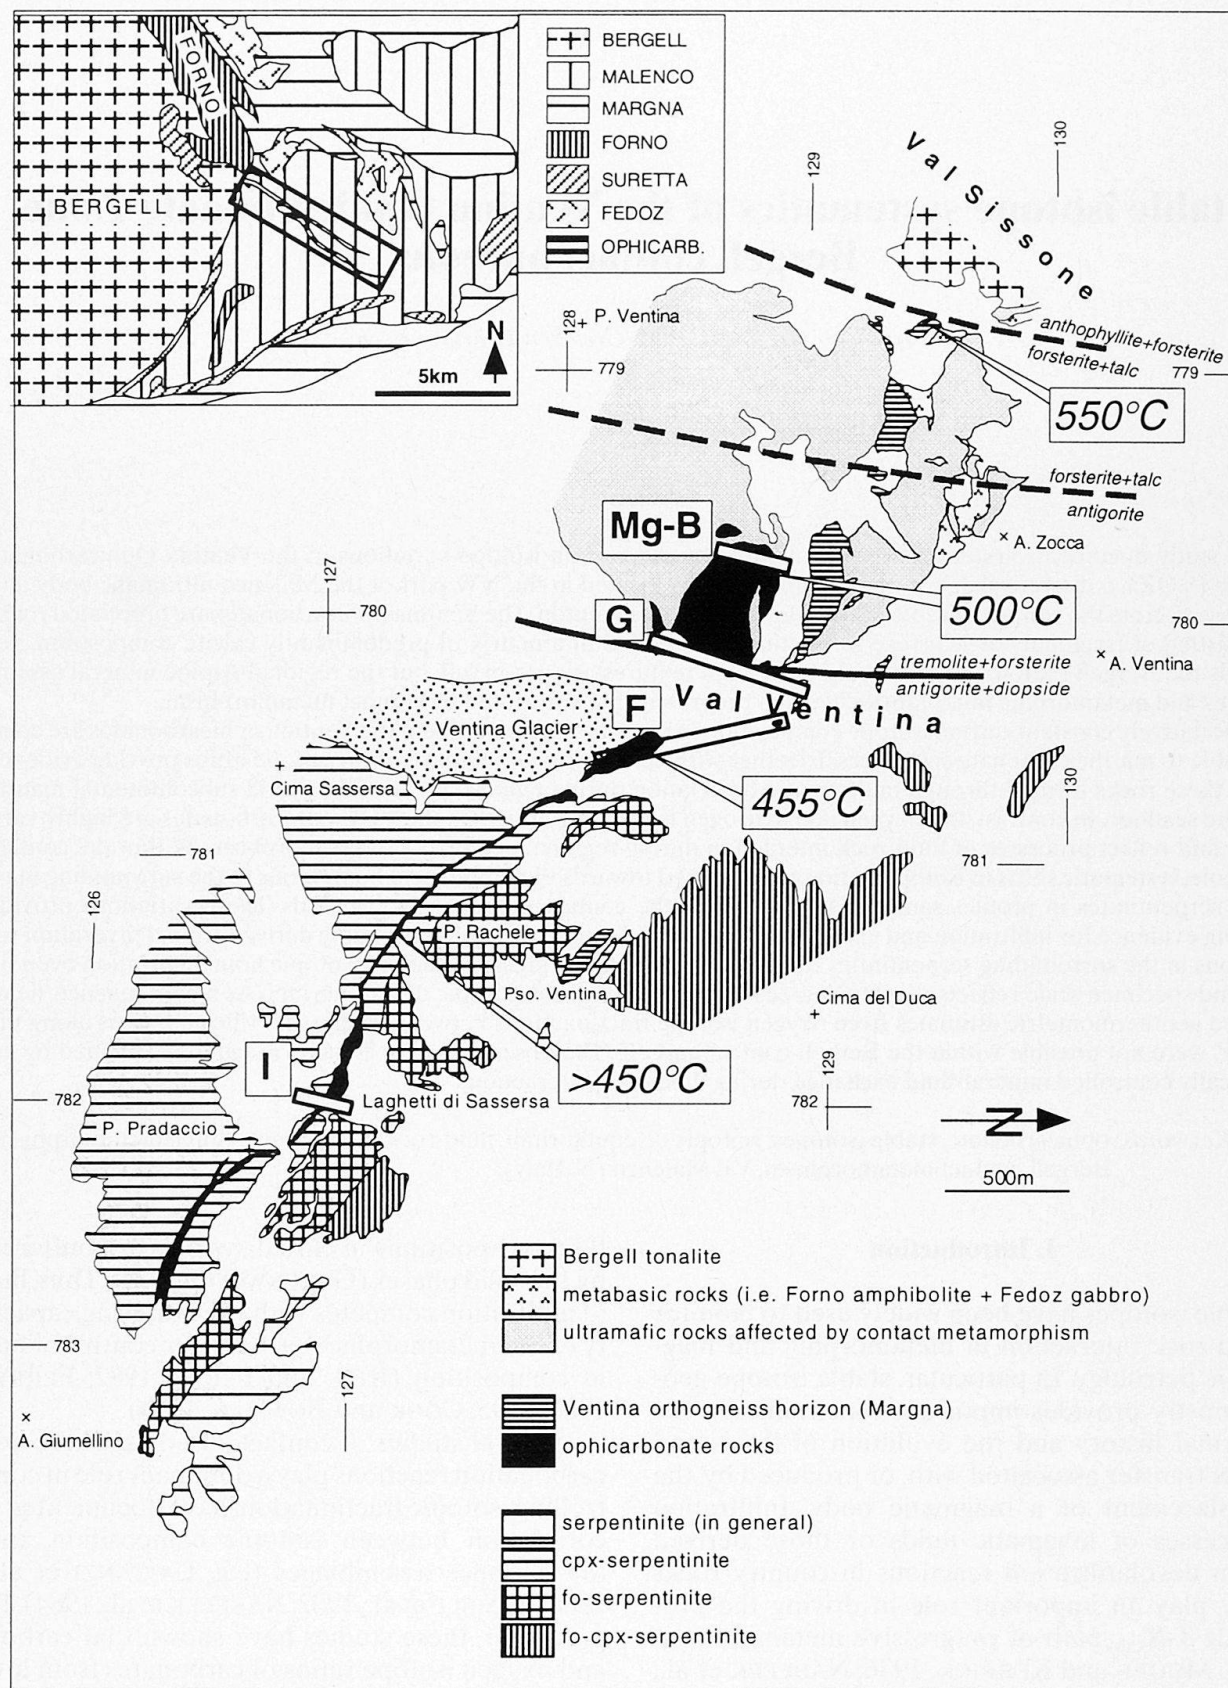 FORNO
BERGELL
5km
N
BERGELL
MALENCO
MARGNA
FORNO
SURETTA
FEDOZ
OPHICARB.
130
129
Val Sissone
128
P. Ventina
779
anthophyllite+forsterite
forsterite+talc
779
550°C
forsterite+talc
antigorite
Mg-B
A. Zocca
127
780
500°C
780
G
tremolite+forsterite
antigorite+diopside
A. Ventina
Val Ventina
F
Ventina Glacier
Cima Sassersa
130
455°C
781
781
126
P. Rachele
Pso. Ventina
Cima del Duca
I
>450°C
129
782
Laghetti di Sassersa
782
P. Pradaccio
N
500m
Bergell tonalite
metabasic rocks (i.e. Forno amphibolite + Fedoz gabbro)
ultramafic rocks affected by contact metamorphism
783
127
Ventina orthogneiss horizon (Margna)
A. Giumellino
ophicarbonate rocks
serpentinite (in general)
cpx-serpentinite
fo-serpentinite
fo-cpx-serpentinite